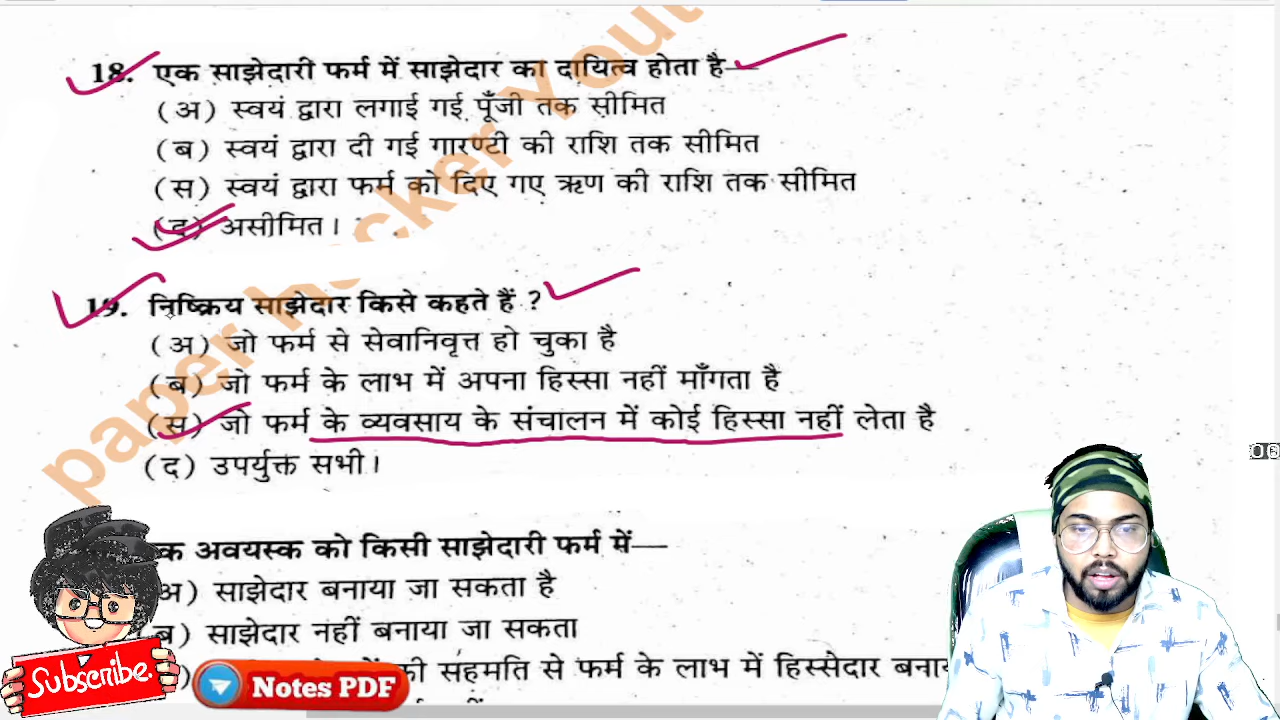 18. एक साझेदारी फर्म में साझेदार का दायित्व होता है—
(अ) स्वयं द्वारा लगाई गई पूँजी तक सीमित
(ब) स्वयं द्वारा दी गई गारण्टी की राशि तक सीमित
(स) स्वयं द्वारा फर्म को दिए गए ऋण की राशि तक सीमित
(द) असीमित।
19. निष्क्रिय साझेदार किसे कहते हैं ?
(अ) जो फर्म से सेवानिवृत्त हो चुका है
(ब) जो फर्म के लाभ में अपना हिस्सा नहीं माँगता है
(स) जो फर्म के व्यवसाय के संचालन में कोई हिस्सा नहीं लेता है
(द) उपर्युक्त सभी।
अवयस्क को किसी साझेदारी फर्म में—
अ) साझेदार बनाया जा सकता है
ब) साझेदार नहीं बनाया जा सकता
की सहमति से फर्म के लाभ में हिस्सेदार
Subscribe.
Notes PDF
06
paper